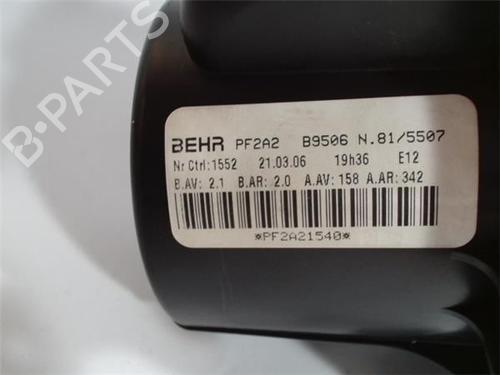 BEHR PF2A2 B9506 N.81/5507
Nr Ctrl:1552 21.03.06 19h36 E12
B.AV: 2.1 B.AR: 2.0 A.AV: 158 A.AR: 342
*PF2A21540*
B-PARTS